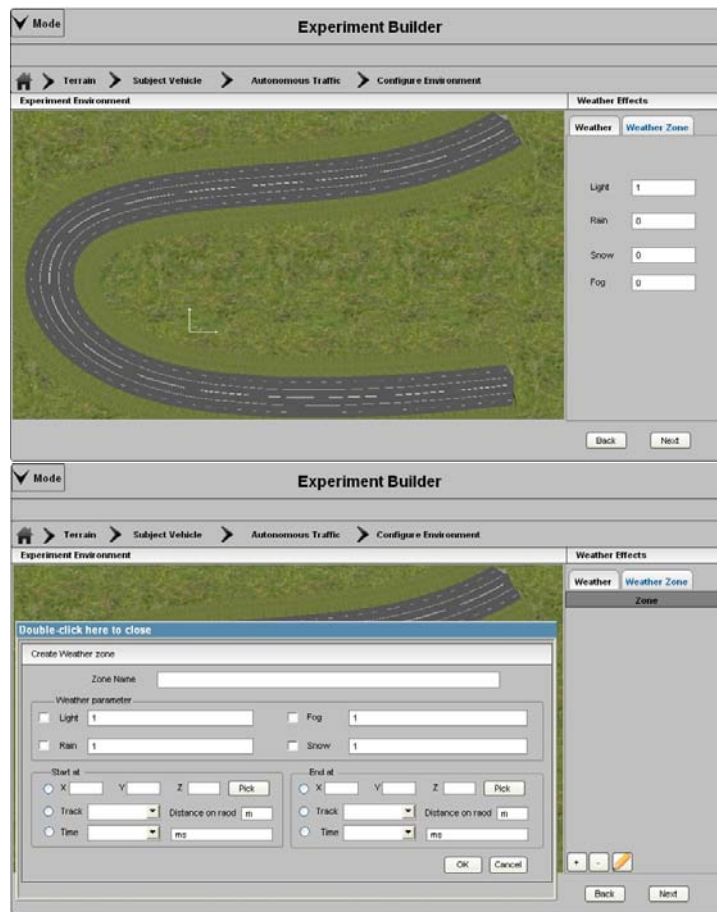 Mode
Experiment Builder
Terrain Subject Vehicle Autonomous Traffic Configure Environment
Experiment Environment Weather Effects
Weather Weather Zone
Light 1
Rain 0
Snow 0
Fog 0
Back Next
Mode
Experiment Builder
Terrain Subject Vehicle Autonomous Traffic Configure Environment
Experiment Environment Weather Effects
Weather Weather Zone
Zone
Double-click here to close
Create Weather zone
Zone Name
Weather parameter
Light 1 Fog 1
Rain 1 Snow 1
Start at End at
X Y Z Pick X Y Z Pick
Track Distance on raod m Track Distance on raod m
Time ms Time ms
OK Cancel
+ -
Back Next